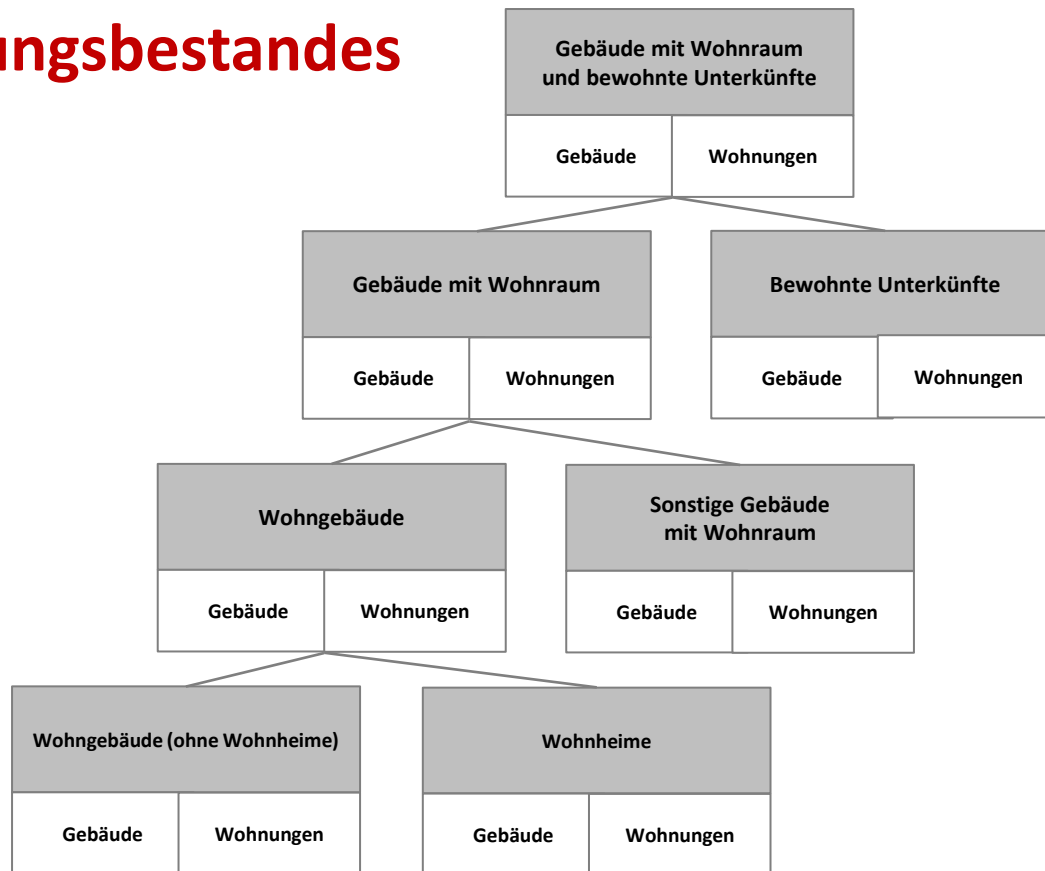 ungsbestandes
Gebäude mit Wohnraum
und bewohnte Unterkünfte
Gebäude Wohnungen
Gebäude mit Wohnraum Bewohnte Unterkünfte
Gebäude Wohnungen Gebäude Wohnungen
Wohngebäude
Sonstige Gebäude
mit Wohnraum
Gebäude Wohnungen Gebäude Wohnungen
Wohngebäude (ohne Wohnheime) Wohnheime
Gebäude Wohnungen Gebäude Wohnungen